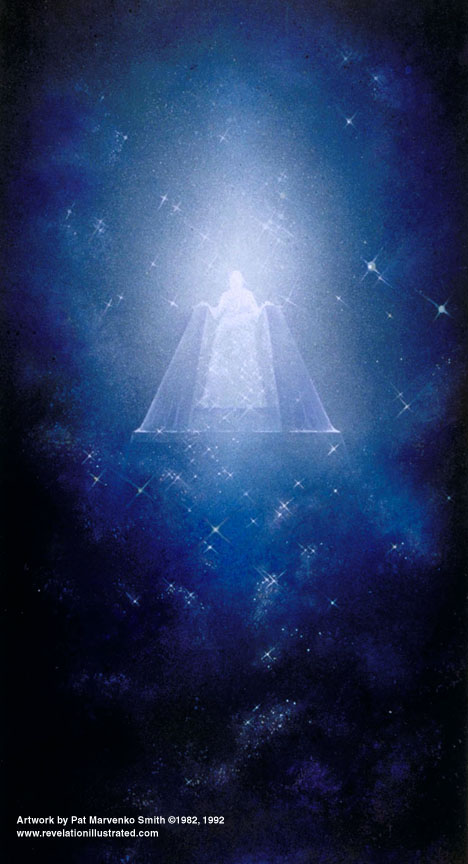 Artwork by Pat Marvenko Smith ©1982, 1992
www.revelationillustrated.com